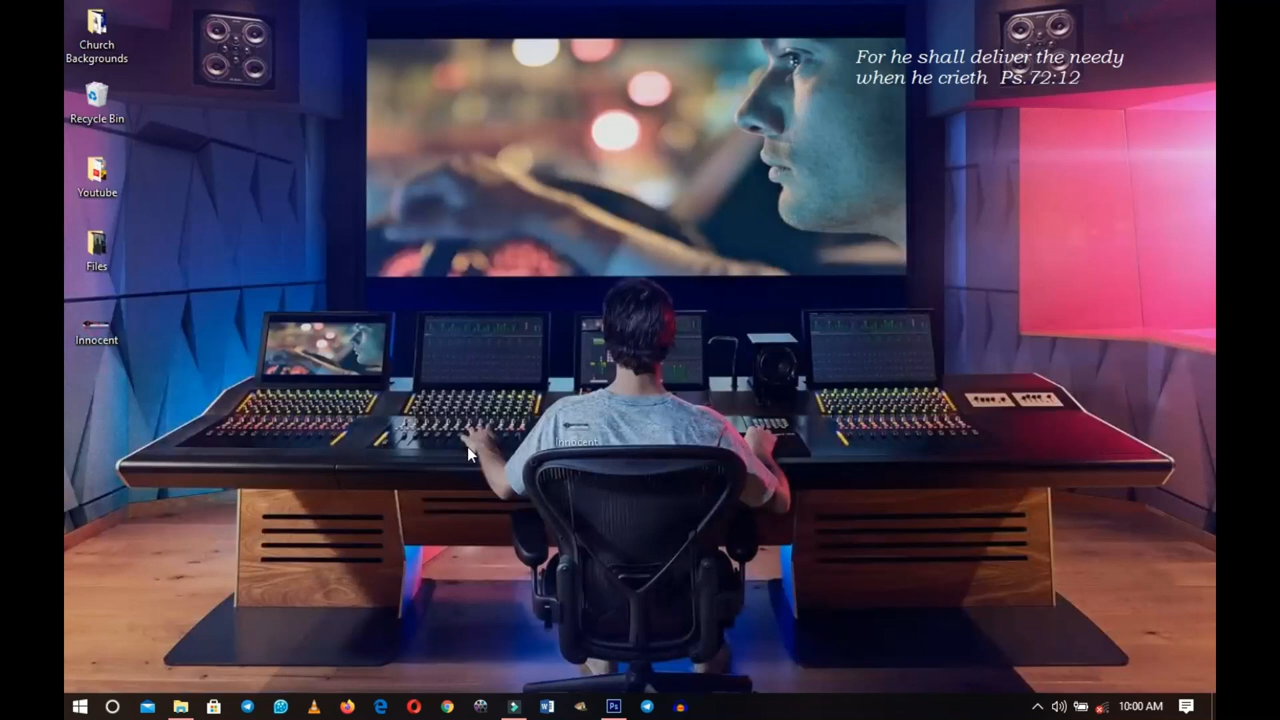 Church
Backgrounds
Recycle Bin
Youtube
Files
Innocent
For he shall deliver the needy
when he crieth Ps.72:12
Innocent
10:00 AM